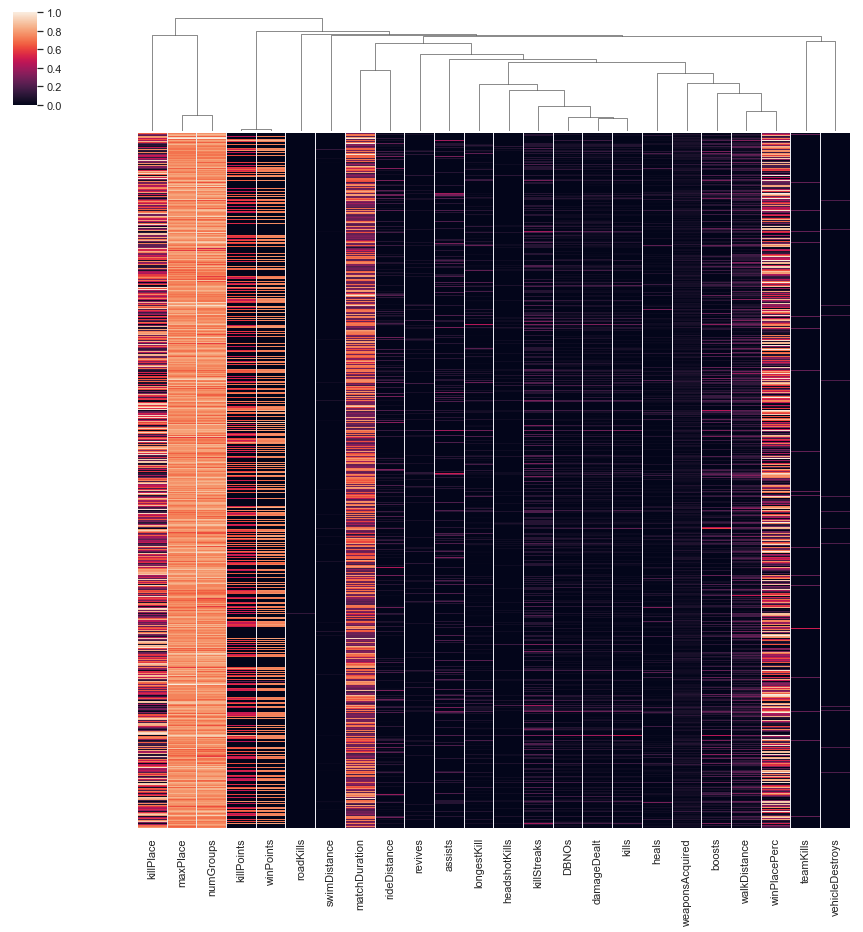 1.0
0.8
0.6
0.4
0.2
0.0
killPlace
maxPlace
numGroups
killPoints
winPoints
roadKills
swimDistance
matchDuration
rideDistance
revives
assists
longestKill
headshotKills
killStreaks
DBNOs
damageDealt
kills
heals
weaponsAcquired
boosts
walkDistance
winPlacePerc
teamKills
vehicleDestroys